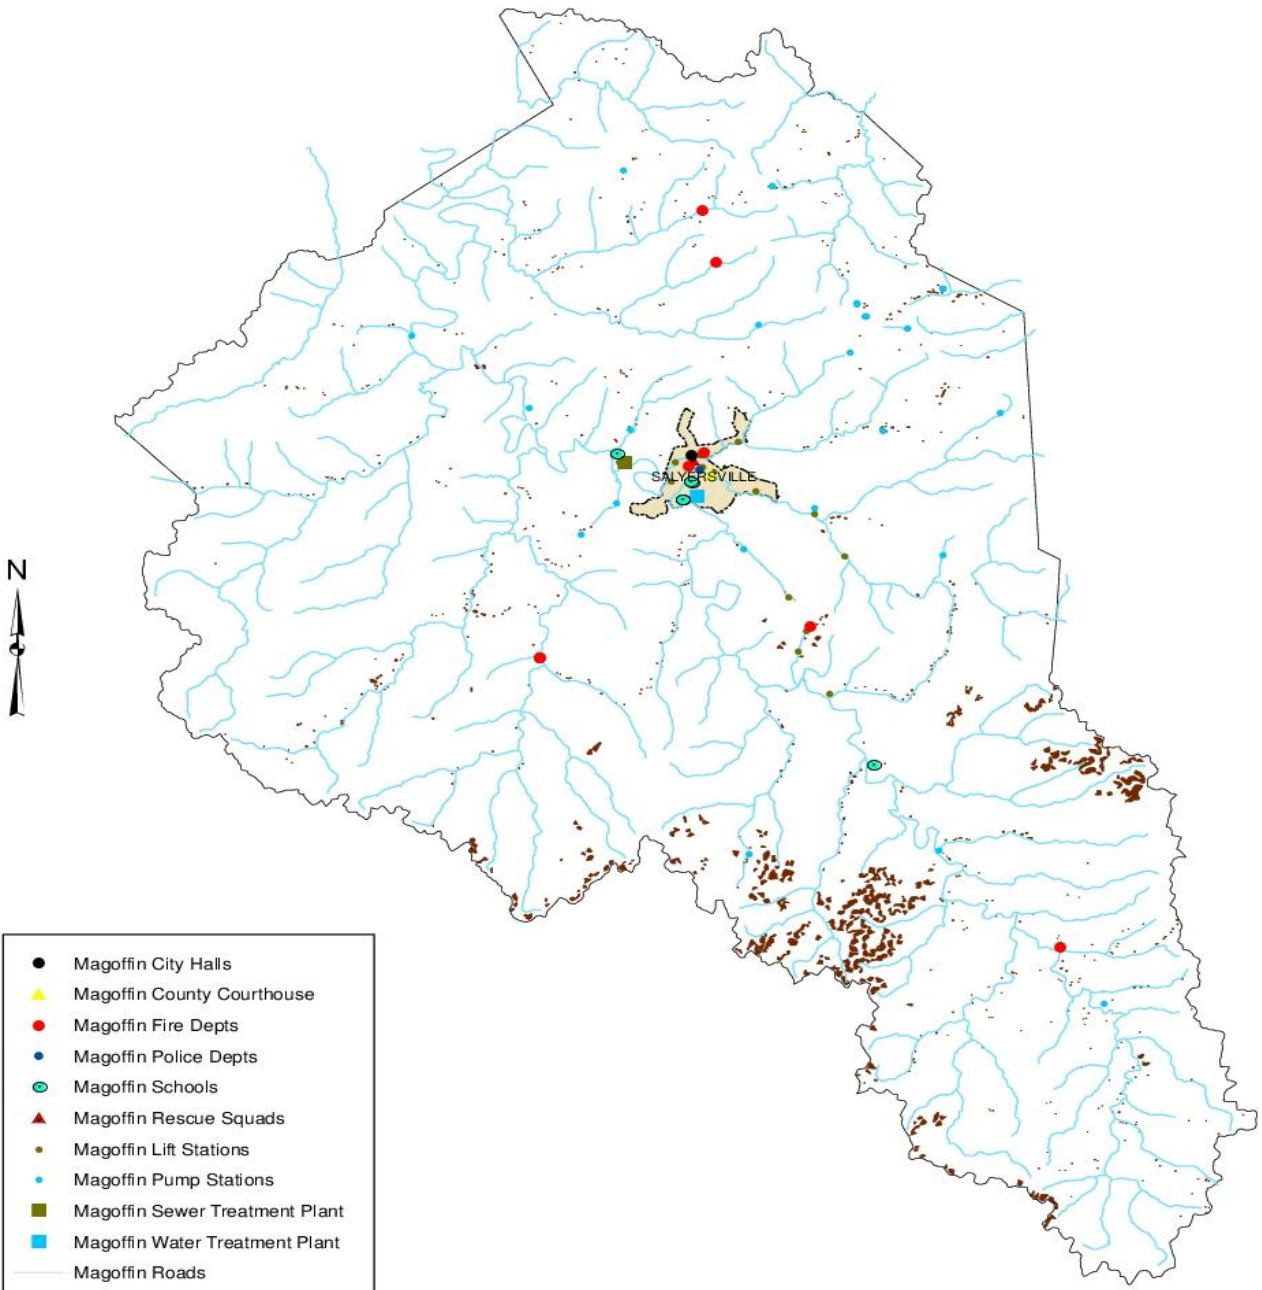 SALYERSVILLE
N
Magoffin City Halls
Magoffin County Courthouse
Magoffin Fire Depts
Magoffin Police Depts
Magoffin Schools
Magoffin Rescue Squads
Magoffin Lift Stations
Magoffin Pump Stations
Magoffin Sewer Treatment Plant
Magoffin Water Treatment Plant
Magoffin Roads